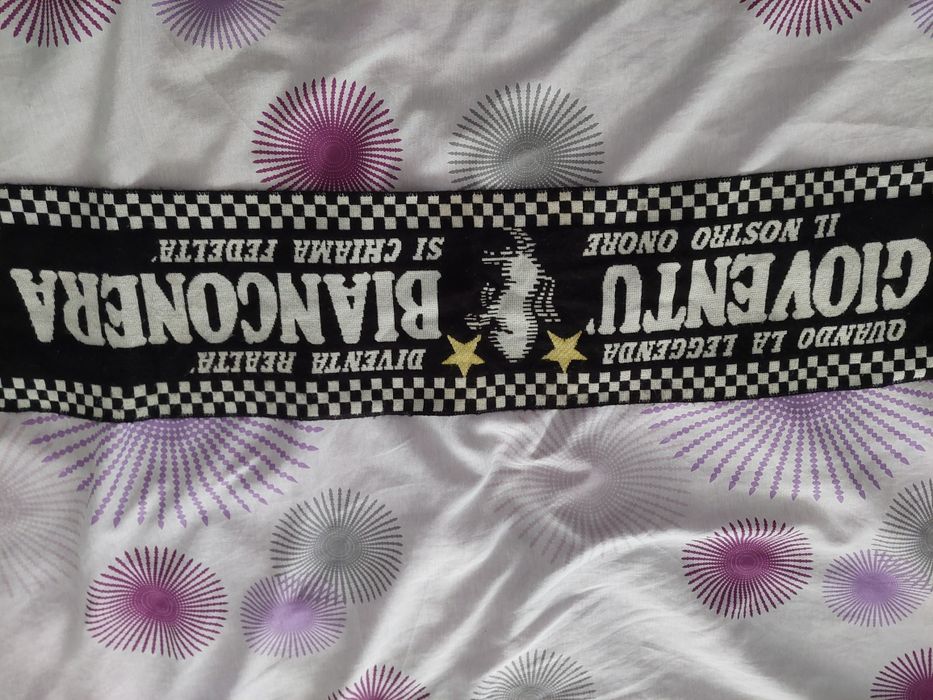 QUANDO LA LEGGENDA DIVENTA REALTA'
GIOVENTU' BIANCONERA
IL NOSTRO ONORE SI CHIAMA FEDELTA'